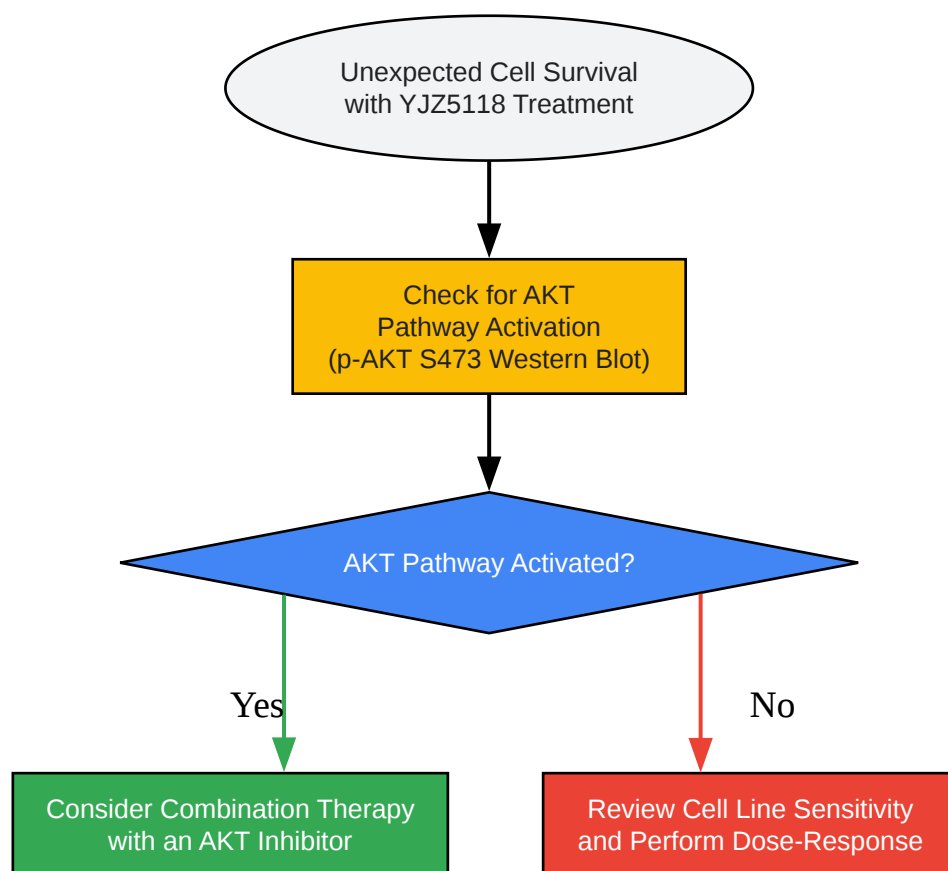 Unexpected Cell Survival
with YJZ5118 Treatment
Check for AKT
Pathway Activation
(p-AKT S473 Western Blot)
AKT Pathway Activated?
Yes
No
Consider Combination Therapy
with an AKT Inhibitor
Review Cell Line Sensitivity
and Perform Dose-Response